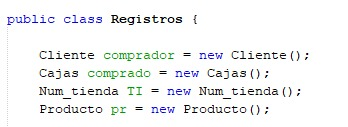 public class Registros {
Cliente comprador = new Cliente();
Cajas comprado = new Cajas();
Num_tienda TI = new Num_tienda();
Producto pr = new Producto();